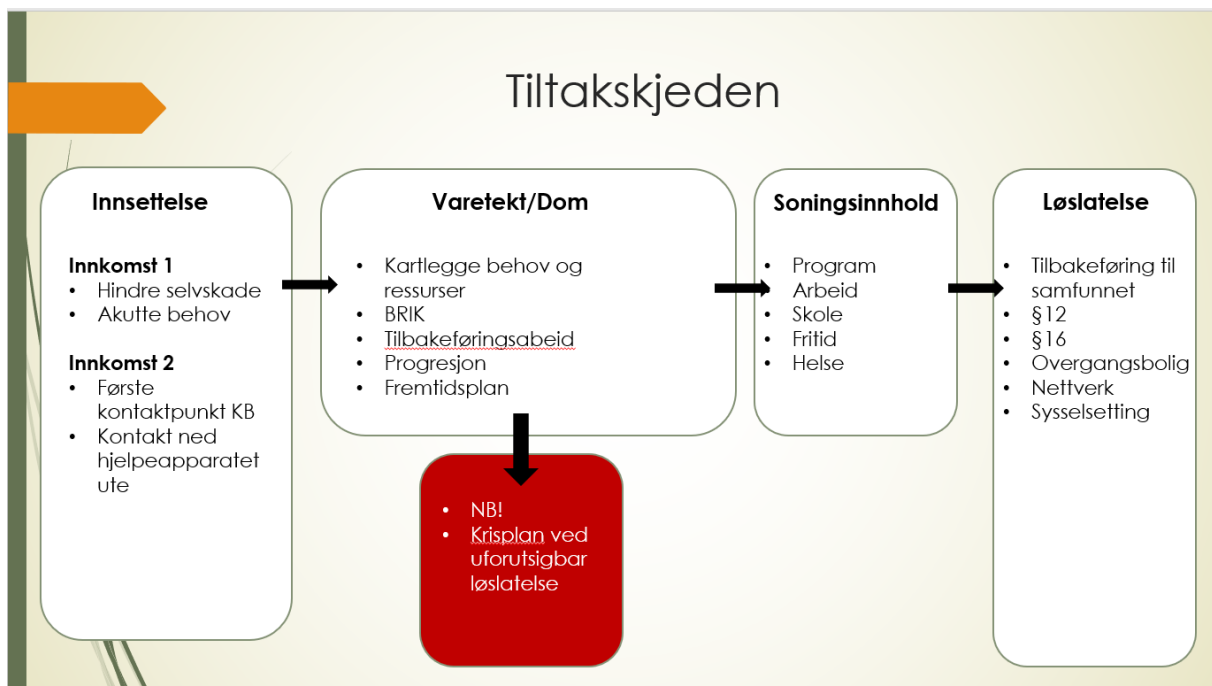 Tiltakskjeden
Innsettelse
Innkomst 1
• Hindre selvskade
• Akutte behov
Innkomst 2
• Første
kontaktpunkt KB
• Kontakt ned
hjelpeapparatet
ute
Varetekt/Dom
• Kartlegge behov og
ressurser
• BRIK
• Tilbakeføringsabeid
• Progresjon
• Fremtidsplan
• NB!
• Krisplan ved
uforutsigbar
løslatelse
Soningsinnhold
• Program
• Arbeid
• Skole
• Fritid
• Helse
Løslatelse
• Tilbakeføring til
samfunnet
• §12
• §16
• Overgangsbolig
• Nettverk
• Sysselsetting